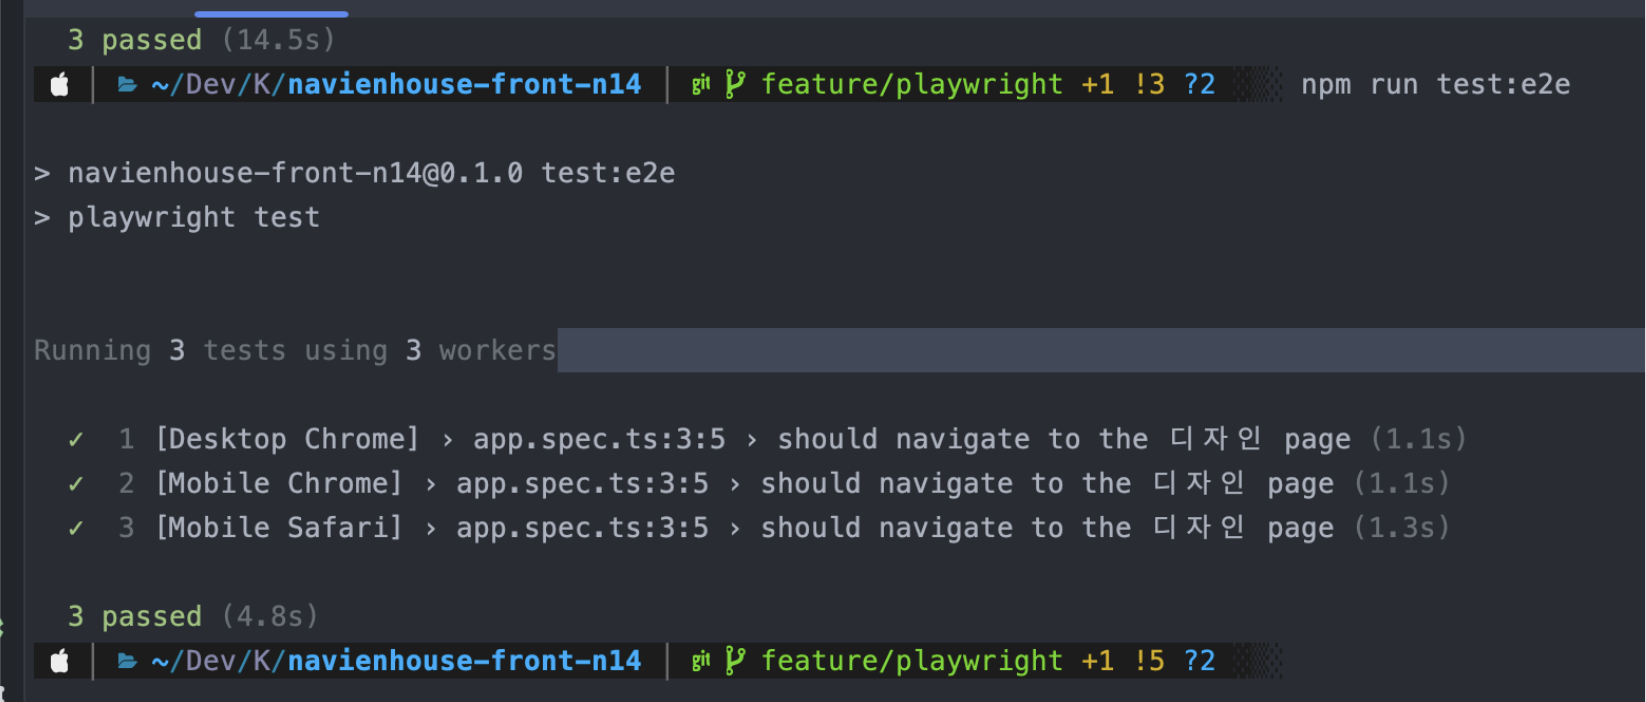 3 passed (14.5s)
~/Dev/K/navienhouse-front-n14 git feature/playwright +1 !3 ?2 npm run test:e2e
> navienhouse-front-n14@0.1.0 test:e2e
> playwright test
Running 3 tests using 3 workers
✓ 1 [Desktop Chrome] › app.spec.ts:3:5 › should navigate to the 디자인 page (1.1s)
✓ 2 [Mobile Chrome] › app.spec.ts:3:5 › should navigate to the 디자인 page (1.1s)
✓ 3 [Mobile Safari] › app.spec.ts:3:5 › should navigate to the 디자인 page (1.3s)
3 passed (4.8s)
~/Dev/K/navienhouse-front-n14 git feature/playwright +1 !5 ?2